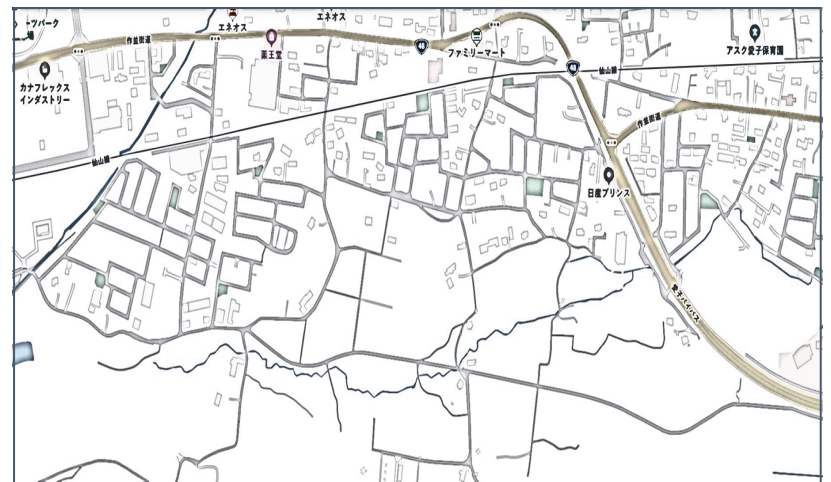 ーツパーク
場
エネオス
エネオス
作並街道
薬王堂
48
ファミリーマート
アスク愛子保育園
カナフレックス
インダストリー
48
仙山線
作並街道
仙山線
日産プリンス
愛子バイパス